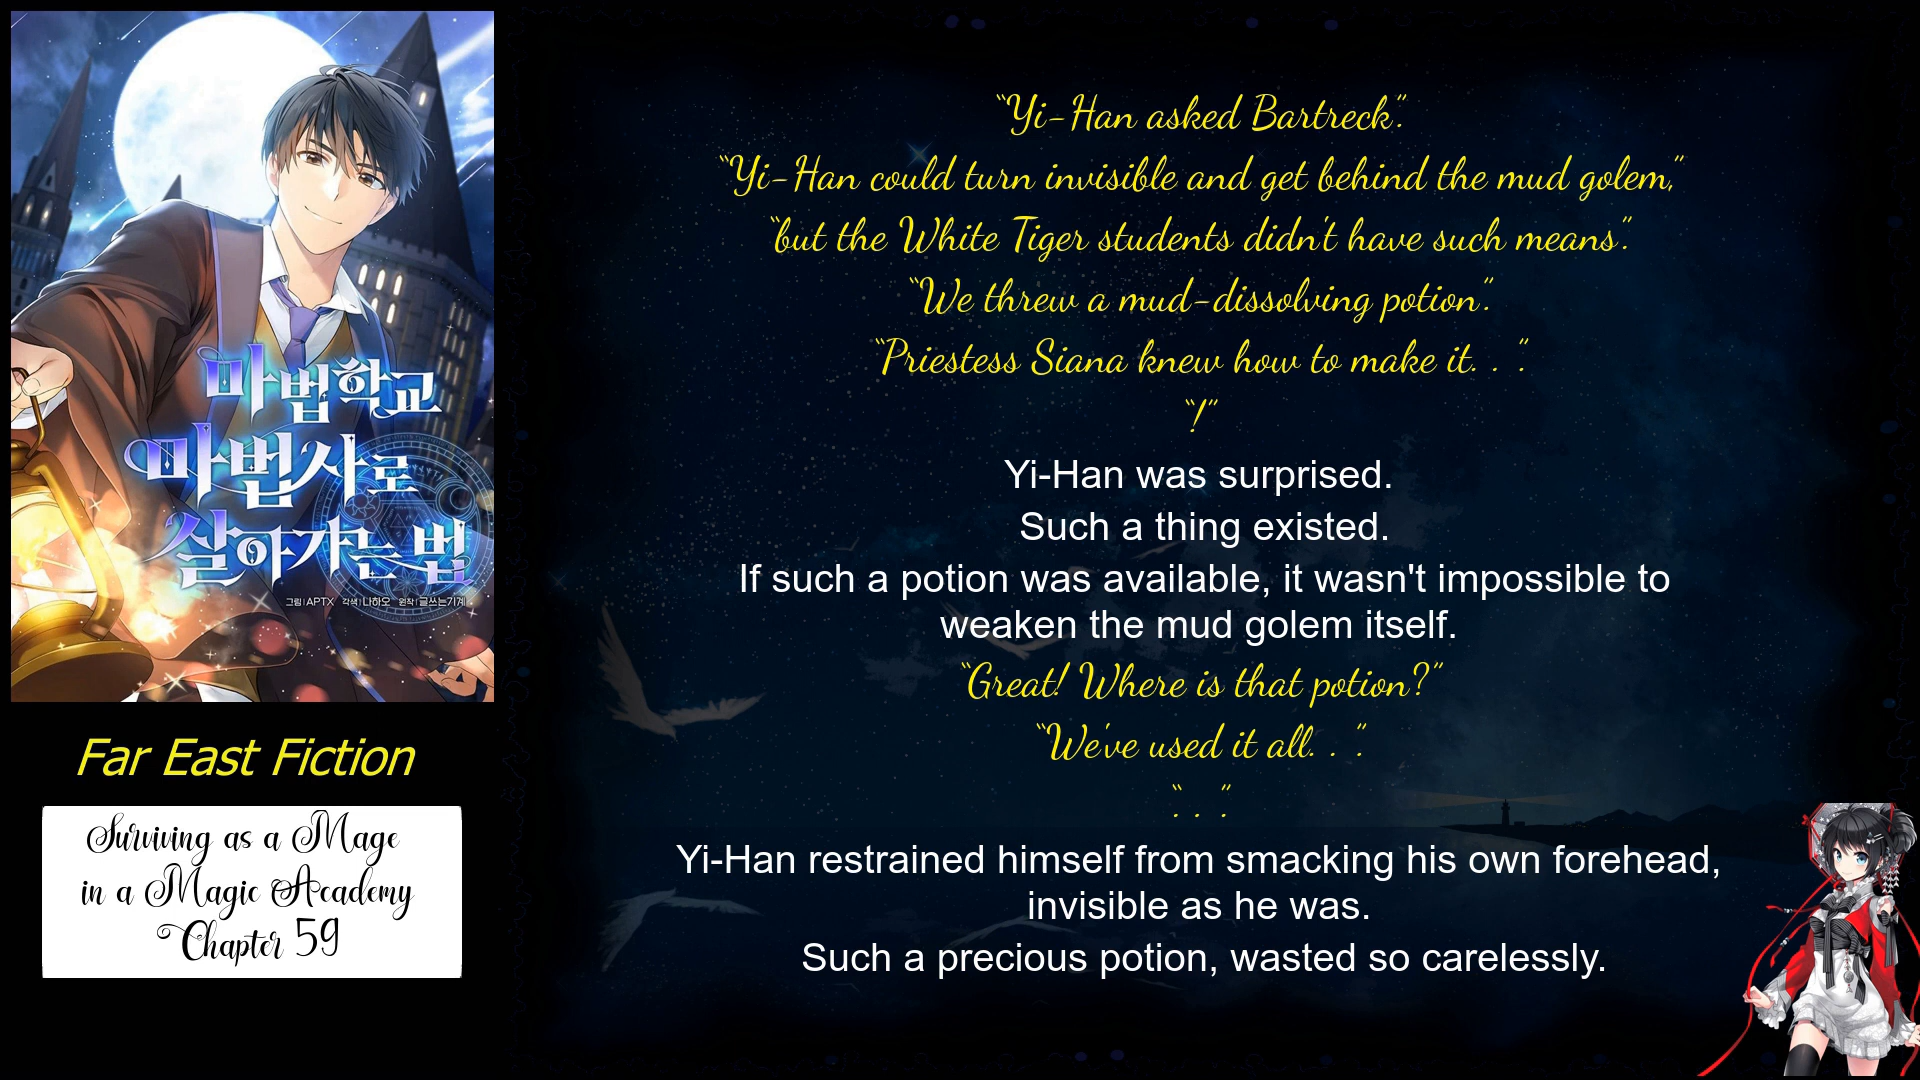 마법학교
마법사로
살아가는 법
그림 | APTX 각색 | 나하오 원작 | 글쓰는기계
Far East Fiction
Surviving as a Mage
in a Magic Academy
Chapter 59
“Yi-Han asked Bartreck”.
“Yi-Han could turn invisible and get behind the mud golem,”
“but the White Tiger students didn't have such means”.
“We threw a mud-dissolving potion”.
“Priestess Siana knew how to make it. . .”
“!”
Yi-Han was surprised.
Such a thing existed.
If such a potion was available, it wasn't impossible to
weaken the mud golem itself.
“Great! Where is that potion?”
“We've used it all. . .”
“. . .”
Yi-Han restrained himself from smacking his own forehead,
invisible as he was.
Such a precious potion, wasted so carelessly.